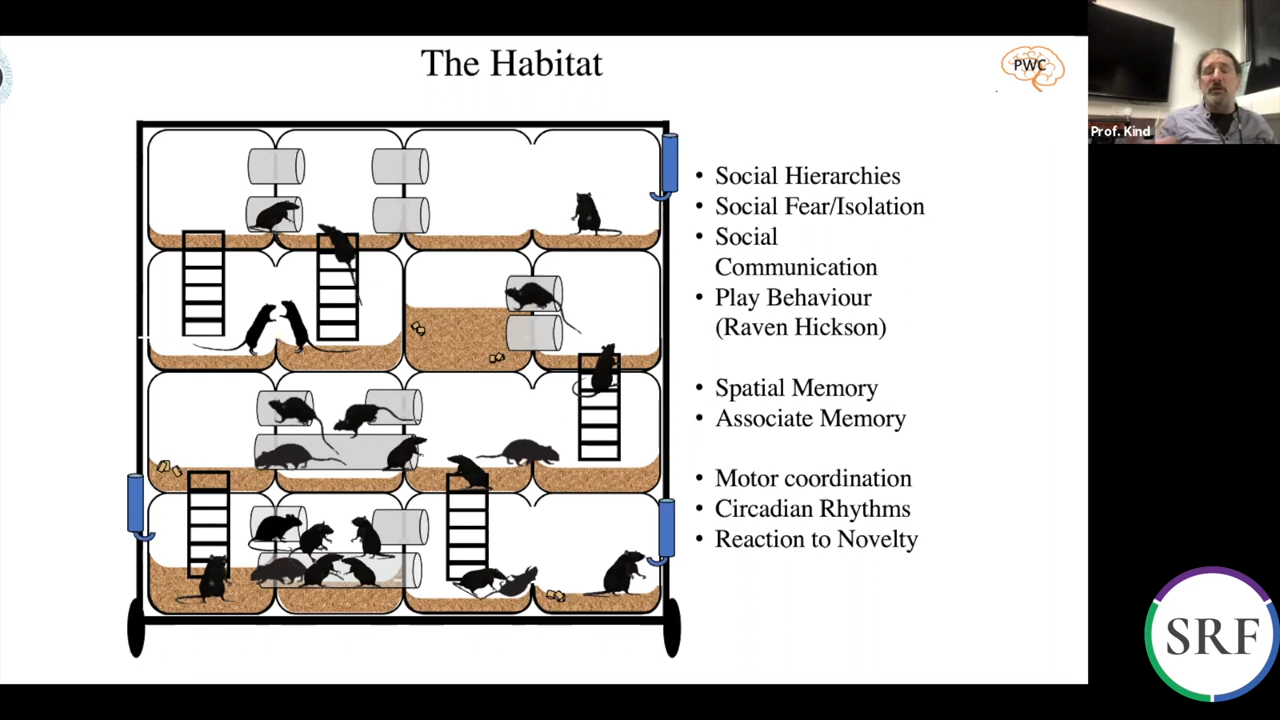 The Habitat
PWC
Prof. Kind
• Social Hierarchies
• Social Fear/Isolation
• Social
Communication
• Play Behaviour
(Raven Hickson)
• Spatial Memory
• Associate Memory
• Motor coordination
• Circadian Rhythms
• Reaction to Novelty
SRF